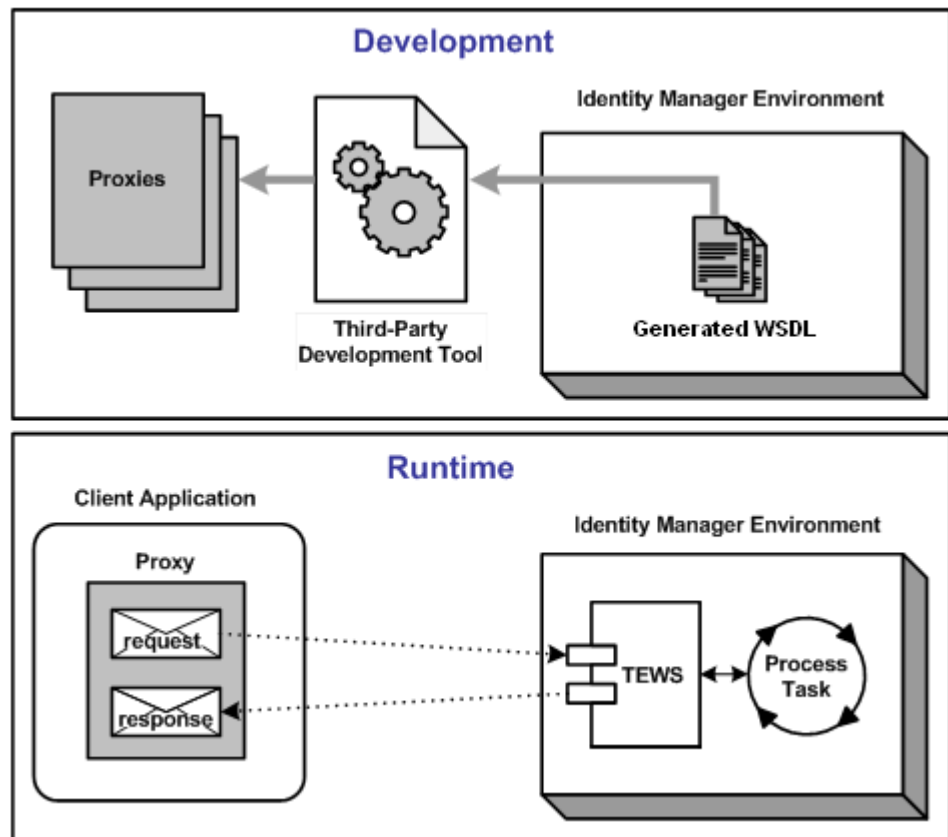 Development
Identity Manager Environment
Proxies
Third-Party
Development Tool
Generated WSDL
Runtime
Client Application
Identity Manager Environment
Proxy
request
response
TEWS
Process
Task